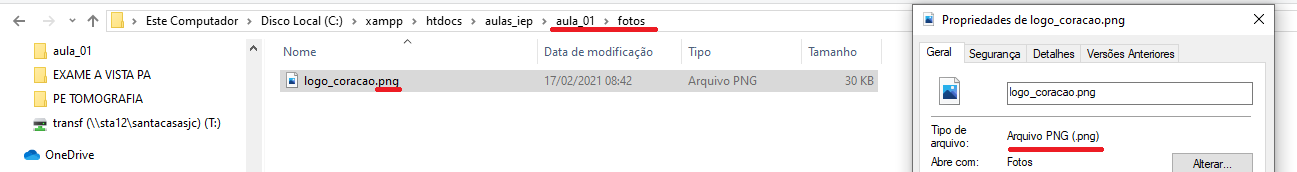 Este Computador > Disco Local (C:) > xampp > htdocs > aulas_iep > aula_01 > fotos
aula_01
EXAME A VISTA PA
PE TOMOGRAFIA
transf (\\sta12\santacasasjc) (T:)
OneDrive
Nome Data de modificação Tipo Tamanho
logo_coracao.png 17/02/2021 08:42 Arquivo PNG 30 KB
Propriedades de logo_coracao.png
Geral Segurança Detalhes Versões Anteriores
logo_coracao.png
Tipo de arquivo: Arquivo PNG (.png)
Abre com: Fotos Alterar...